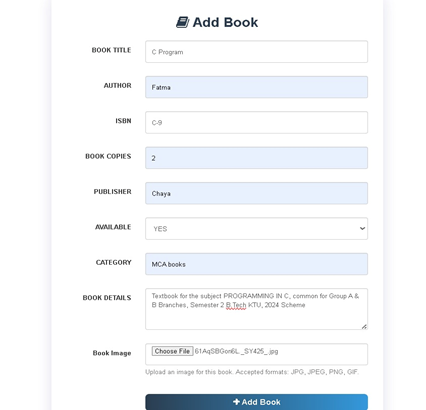 Add Book
BOOK TITLE
C Program
AUTHOR
Fatma
ISBN
C-9
BOOK COPIES
2
PUBLISHER
Chaya
AVAILABLE
YES
CATEGORY
MCA books
BOOK DETAILS
Textbook for the subject PROGRAMMING IN C, common for Group A &
B Branches, Semester 2 B.Tech KTU, 2024 Scheme
Book Image
Choose File 61AqSBGon6L._SY425_.jpg
Upload an image for this book. Accepted formats: JPG, JPEG, PNG, GIF.
+ Add Book